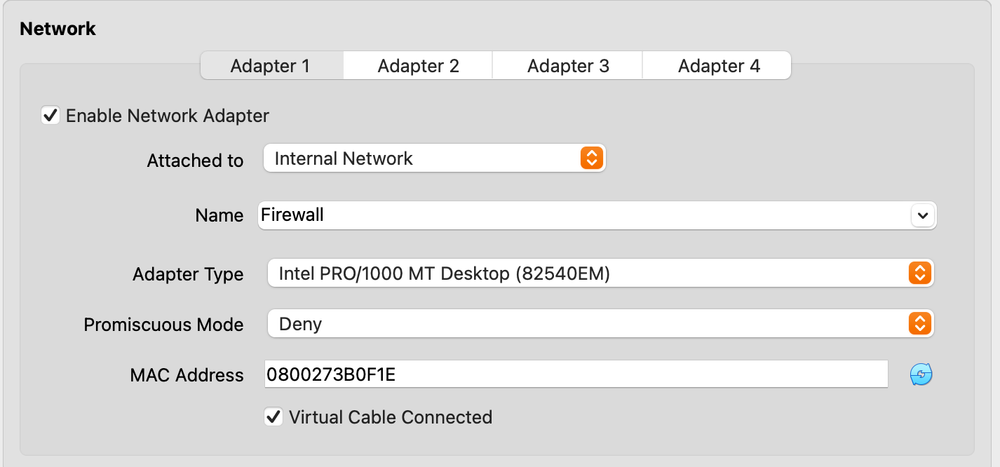 Network
Adapter 1 Adapter 2 Adapter 3 Adapter 4
Enable Network Adapter
Attached to Internal Network
Name Firewall
Adapter Type Intel PRO/1000 MT Desktop (82540EM)
Promiscuous Mode Deny
MAC Address 0800273B0F1E
Virtual Cable Connected